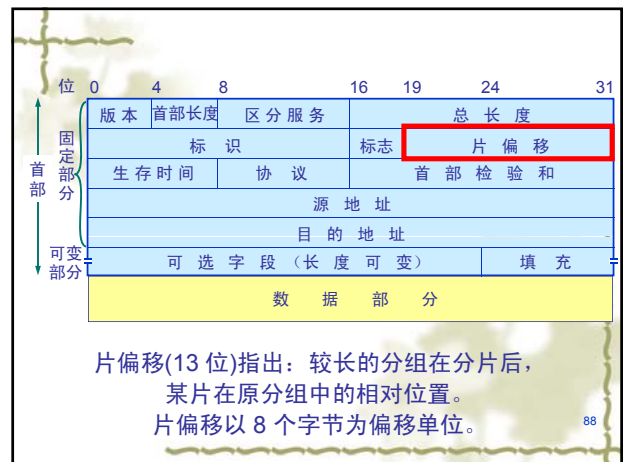 位 0 4 8 16 19 24 31
版 本 首部长度 区 分 服 务 总 长 度
标 识 标志 片 偏 移
生 存 时 间 协 议 首 部 检 验 和
源 地 址
目 的 地 址
可 选 字 段 （长 度 可 变） 填 充
数 据 部 分
首部
固定部分
可变部分
片偏移(13 位)指出：较长的分组在分片后，
某片在原分组中的相对位置。
片偏移以 8 个字节为偏移单位。
88